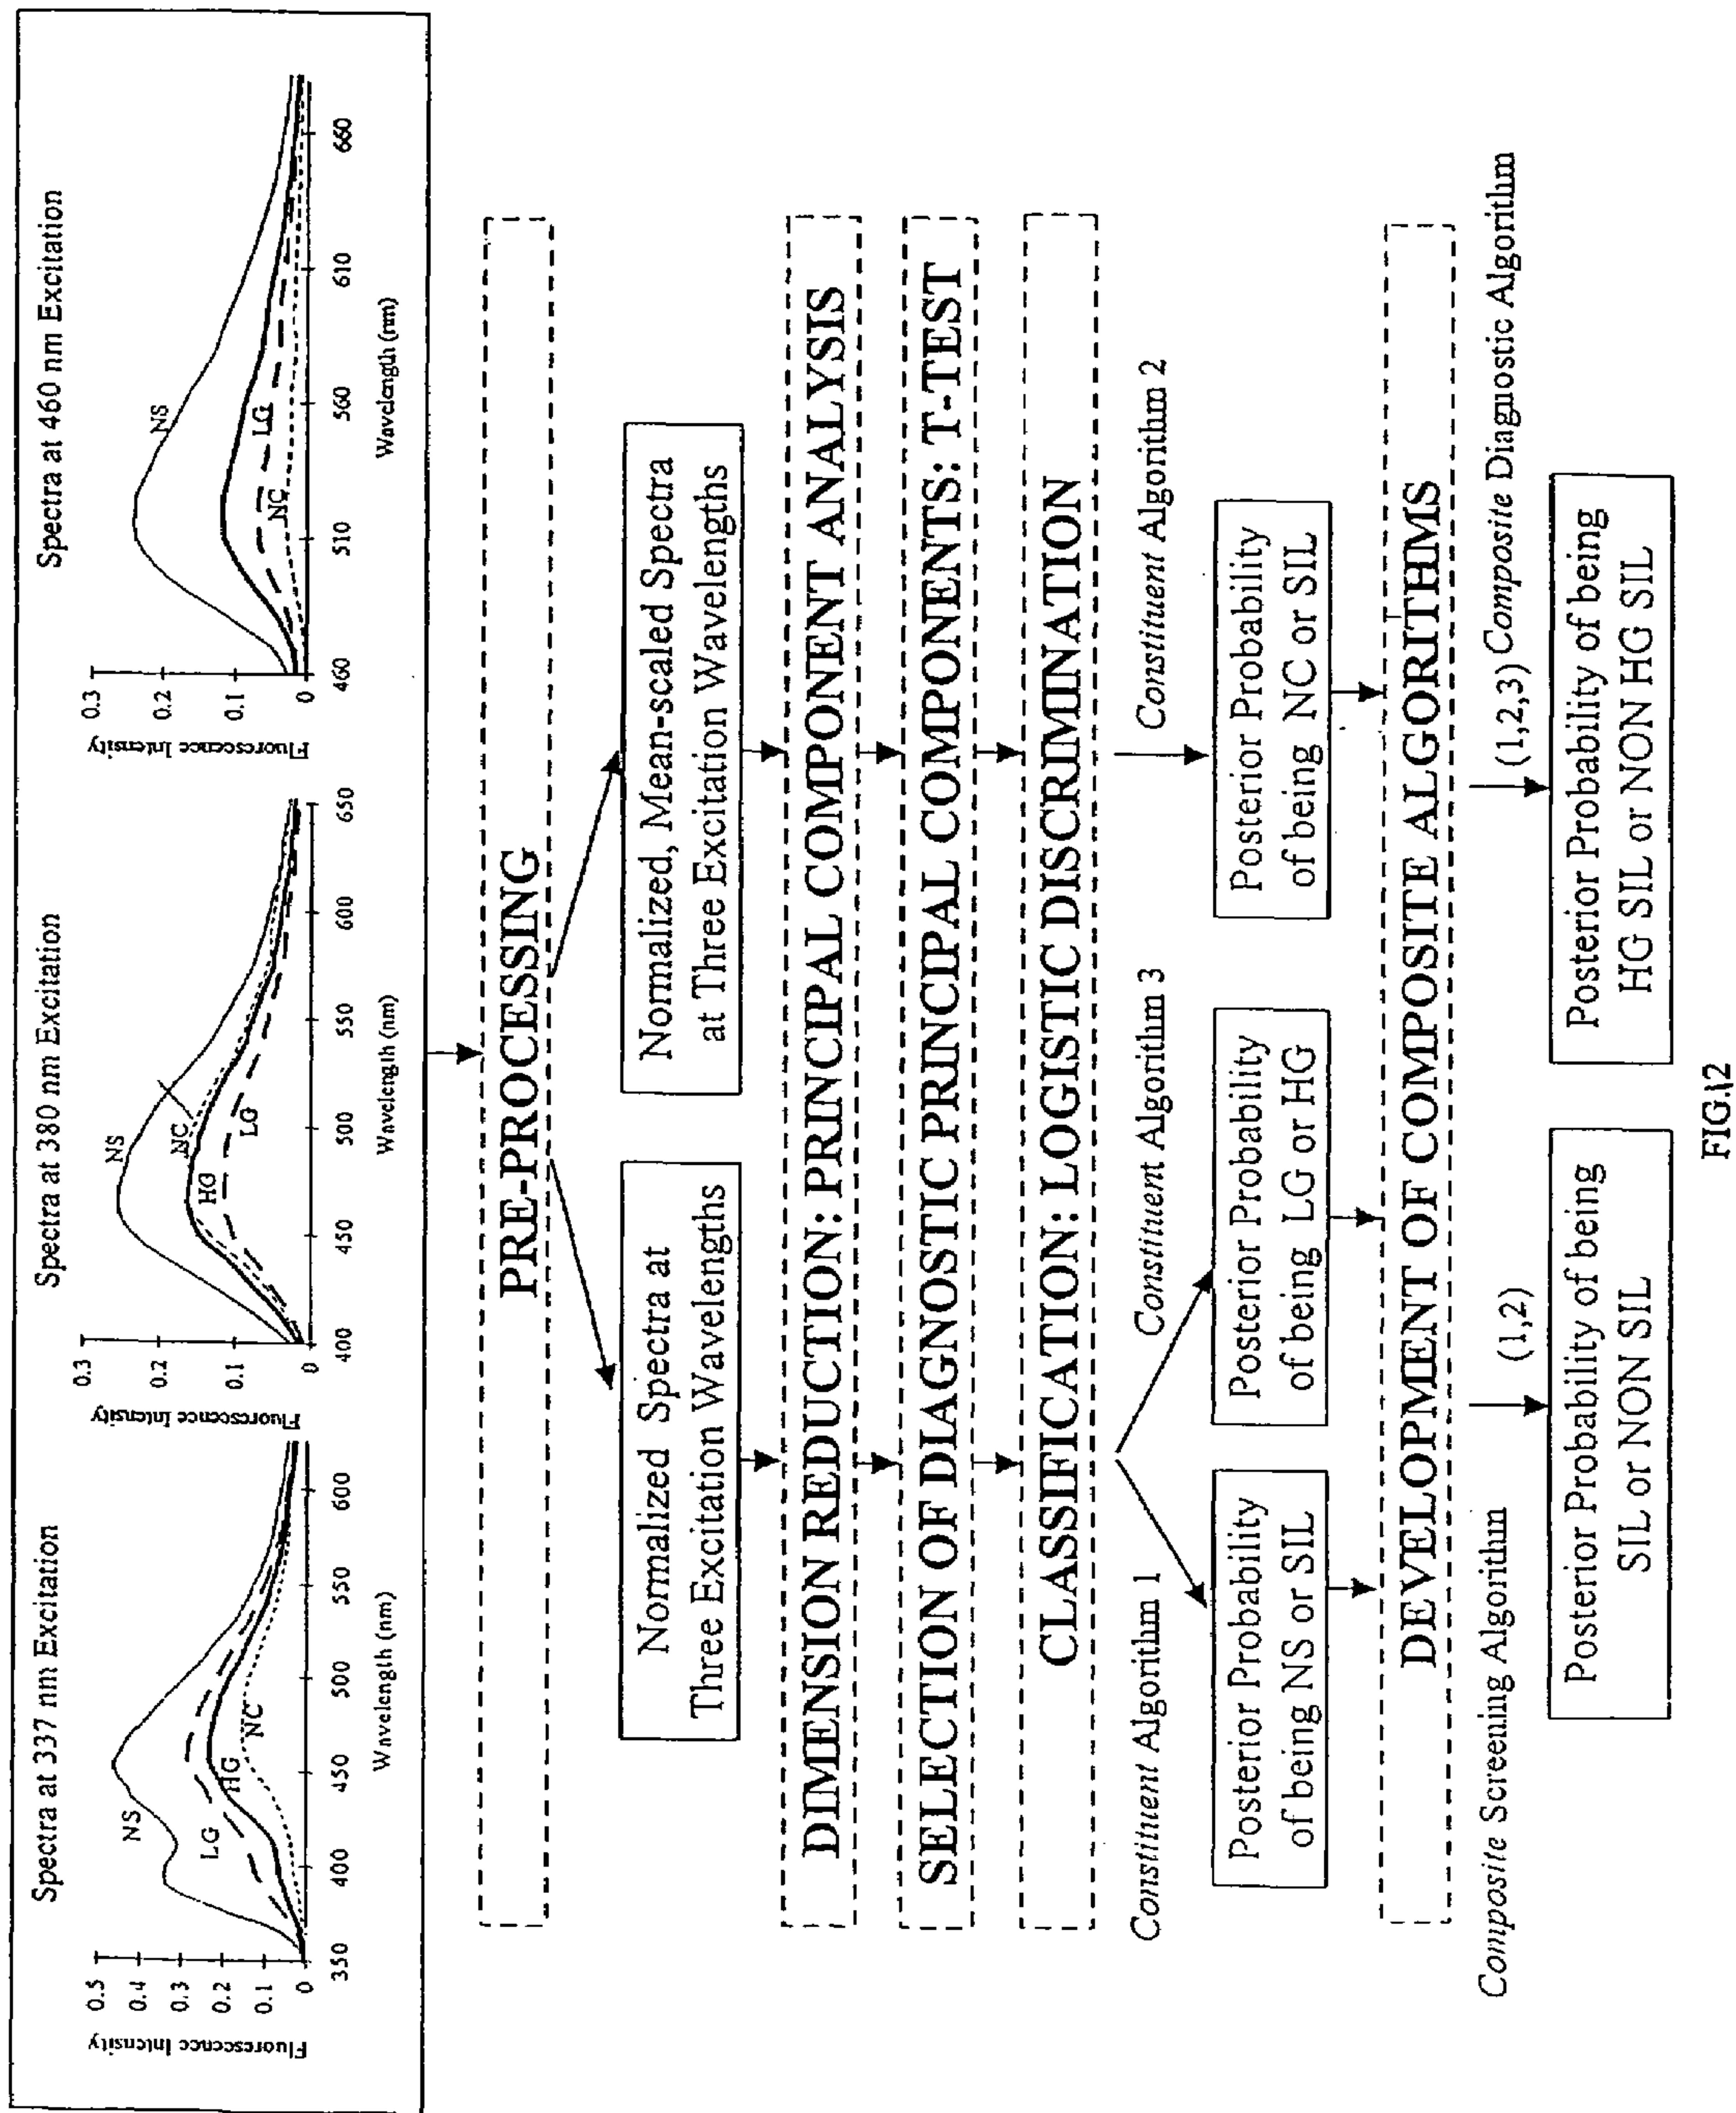 Spectra at 337 nm Excitation
Fluorescence Intensity
0.5
0.4
0.3
0.2
0.1
0
NS
LG
HG
NC
350
400
450
500
550
600
Wavelength (nm)
Spectra at 380 nm Excitation
Fluorescence Intensity
0.3
0.2
0.1
0
NS
NC
HG
LG
400
450
500
550
600
650
Wavelength (nm)
Spectra at 460 nm Excitation
Fluorescence Intensity
0.3
0.2
0.1
0
NS
LG
NC
460
510
560
610
660
Wavelength (nm)
PRE-PROCESSING
Normalized Spectra at
Three Excitation Wavelengths
Normalized, Mean-scaled Spectra
at Three Excitation Wavelengths
DIMENSION REDUCTION: PRINCIPAL COMPONENT ANALYSIS
SELECTION OF DIAGNOSTIC PRINCIPAL COMPONENTS: T-TEST
CLASSIFICATION: LOGISTIC DISCRIMINATION
Constituent Algorithm 1
Constituent Algorithm 3
Constituent Algorithm 2
Posterior Probability
of being NS or SIL
Posterior Probability
of being LG or HG
Posterior Probability
of being NC or SIL
DEVELOPMENT OF COMPOSITE ALGORITHMS
Composite Screening Algorithm
(1,2)
(1,2,3) Composite Diagnostic Algorithm
Posterior Probability of being
SIL or NON SIL
Posterior Probability of being
HG SIL or NON HG SIL
FIG.12